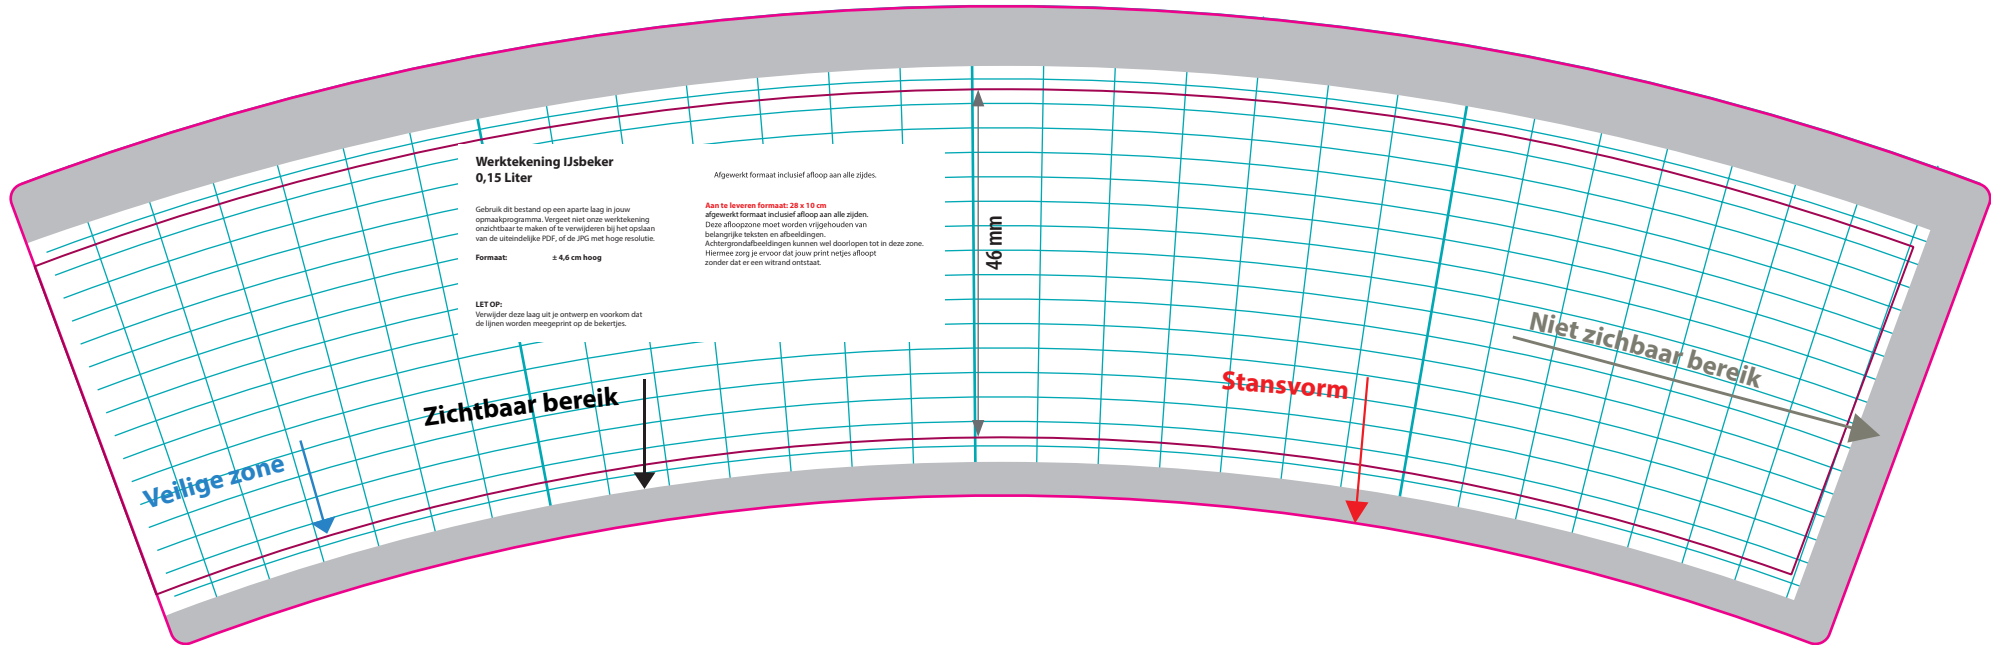 Werktekening IJsbeker
0,15 Liter
Gebruik dit bestand op een aparte laag in jouw
opmaakprogramma. Vergeet niet onze werktekening
onzichtbaar te maken of te verwijderen bij het opslaan
van de uiteindelijke PDF, of de JPG met hoge resolutie.
Formaat: ± 4,6 cm hoog
LET OP:
Verwijder deze laag uit je ontwerp en voorkom dat
de lijnen worden meegeprint op de bekertjes.
Afgewerkt formaat inclusief afloop aan alle zijdes.
Aan te leveren formaat: 28 x 10 cm
afgewerkt formaat inclusief afloop aan alle zijden.
Deze afloopzone moet worden vrijgehouden van
belangrijke teksten en afbeeldingen.
Achtergrondafbeeldingen kunnen wel doorlopen tot in deze zone.
Hiermee zorg je ervoor dat jouw print netjes afloopt
zonder dat er een witrand ontstaat.
46 mm
Niet zichbaar bereik
Stansvorm
Zichtbaar bereik
Veilige zone